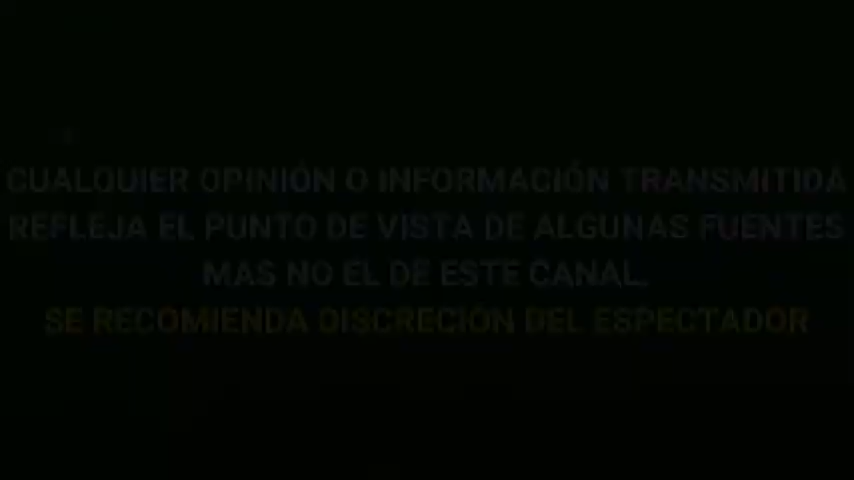 CUALQUIER OPINIÓN O INFORMACIÓN TRANSMITIDA
REFLEJA EL PUNTO DE VISTA DE ALGUNAS FUENTES
MAS NO EL DE ESTE CANAL.
SE RECOMIENDA DISCRECIÓN DEL ESPECTADOR